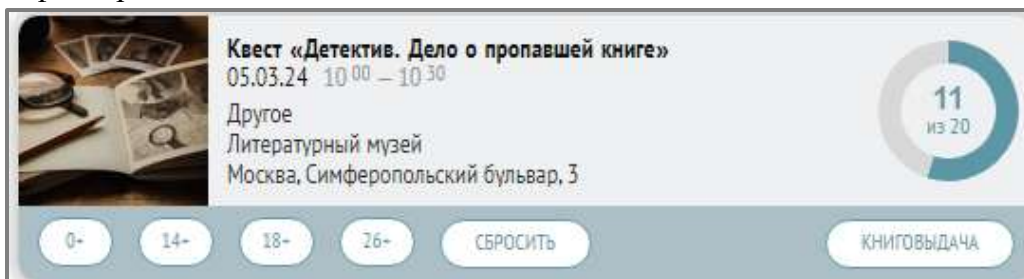 Квест «Детектив. Дело о пропавшей книге»
05.03.24 10 00 — 10 30
Другое
Литературный музей
Москва, Симферопольский бульвар, 3
11
из 20
0+
14+
18+
26+
СБРОСИТЬ
КНИГОВЫДАЧА